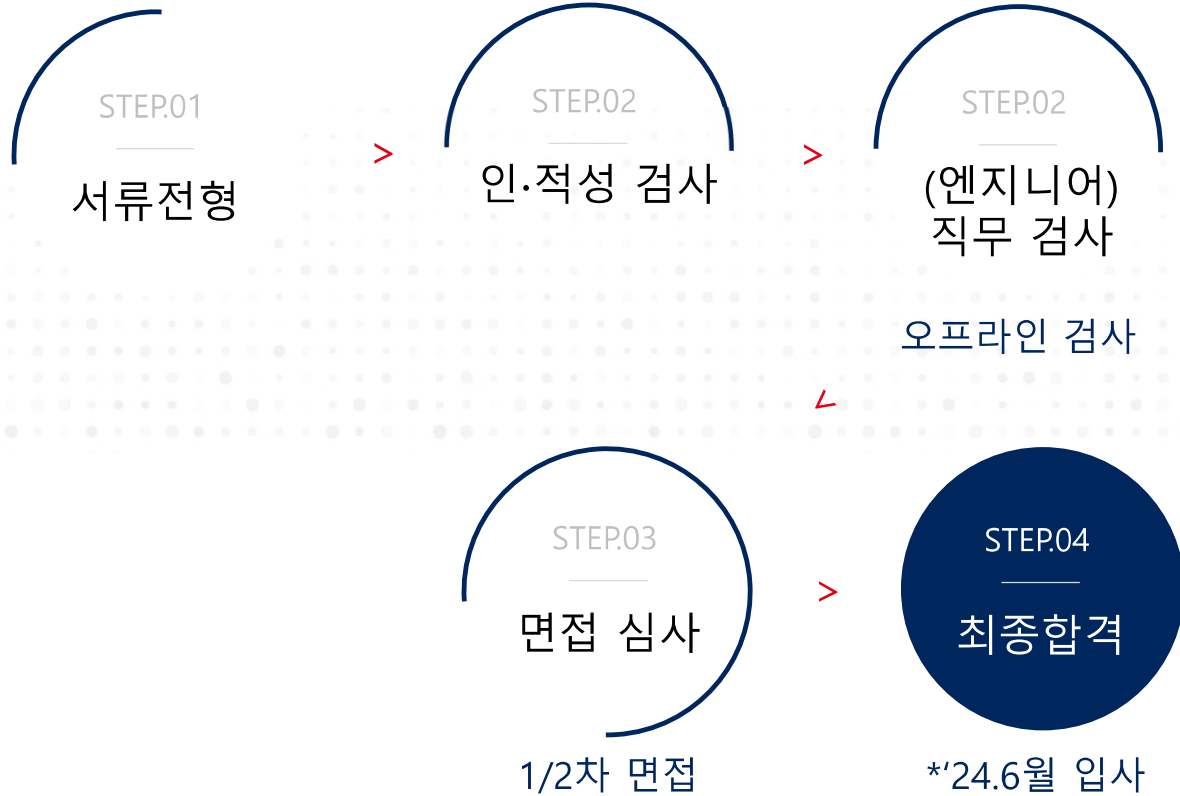 STEP.01
서류전형
>
STEP.02
인·적성 검사
>
STEP.02
(엔지니어)
직무 검사
오프라인 검사
>
STEP.03
면접 심사
1/2차 면접
>
STEP.04
최종합격
*‘24.6월 입사